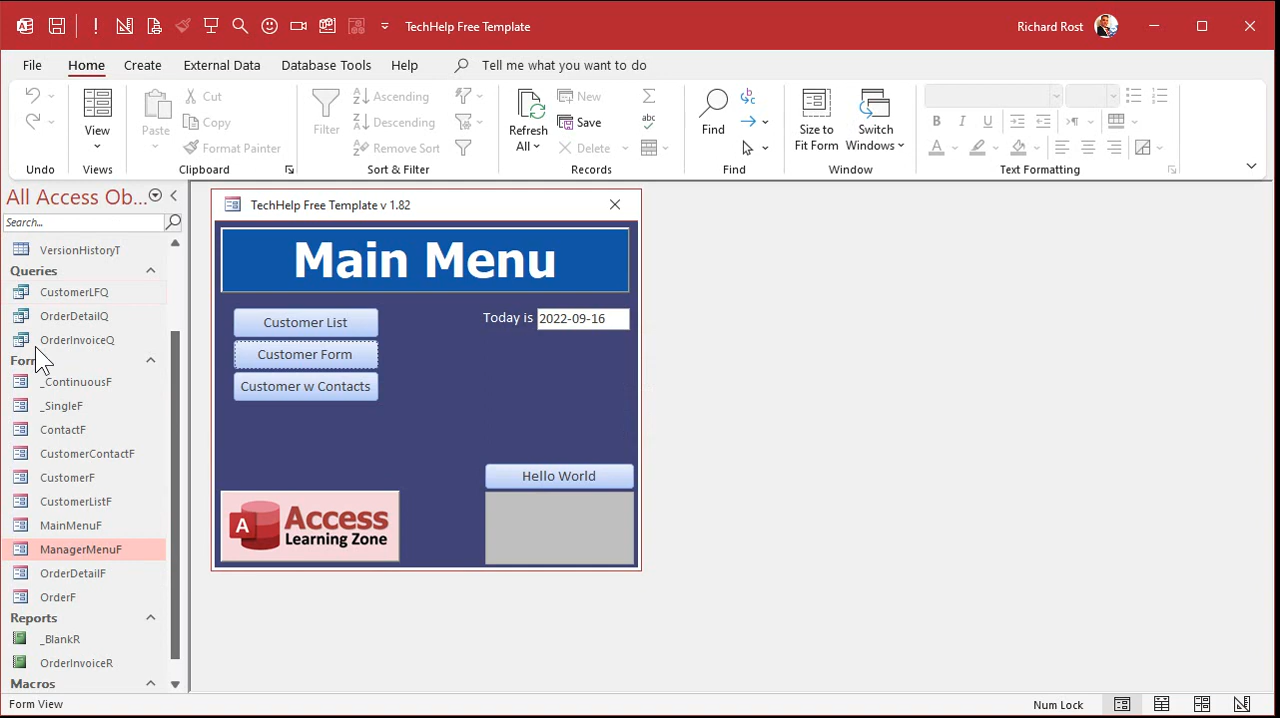 TechHelp Free Template
Richard Rost
File Home Create External Data Database Tools Help Tell me what you want to do
Undo
View
Views
Paste
Cut
Copy
Format Painter
Clipboard
Filter
Ascending
Descending
Remove Sort
Sort & Filter
Refresh
All
New
Save
Delete
Records
Find
Find
Size to
Fit Form
Switch
Windows
Window
B I U
A
Text Formatting
All Access Ob...
Search...
VersionHistoryT
Queries
CustomerLFQ
OrderDetailQ
OrderInvoiceQ
_ContinuousF
_SingleF
ContactF
CustomerContactF
CustomerF
CustomerListF
MainMenuF
ManagerMenuF
OrderDetailF
OrderF
Reports
_BlankR
OrderInvoiceR
Macros
TechHelp Free Template v 1.82
Main Menu
Customer List
Customer Form
Customer w Contacts
Today is 2022-09-16
Hello World
A Access
Learning Zone
Form View
Num Lock